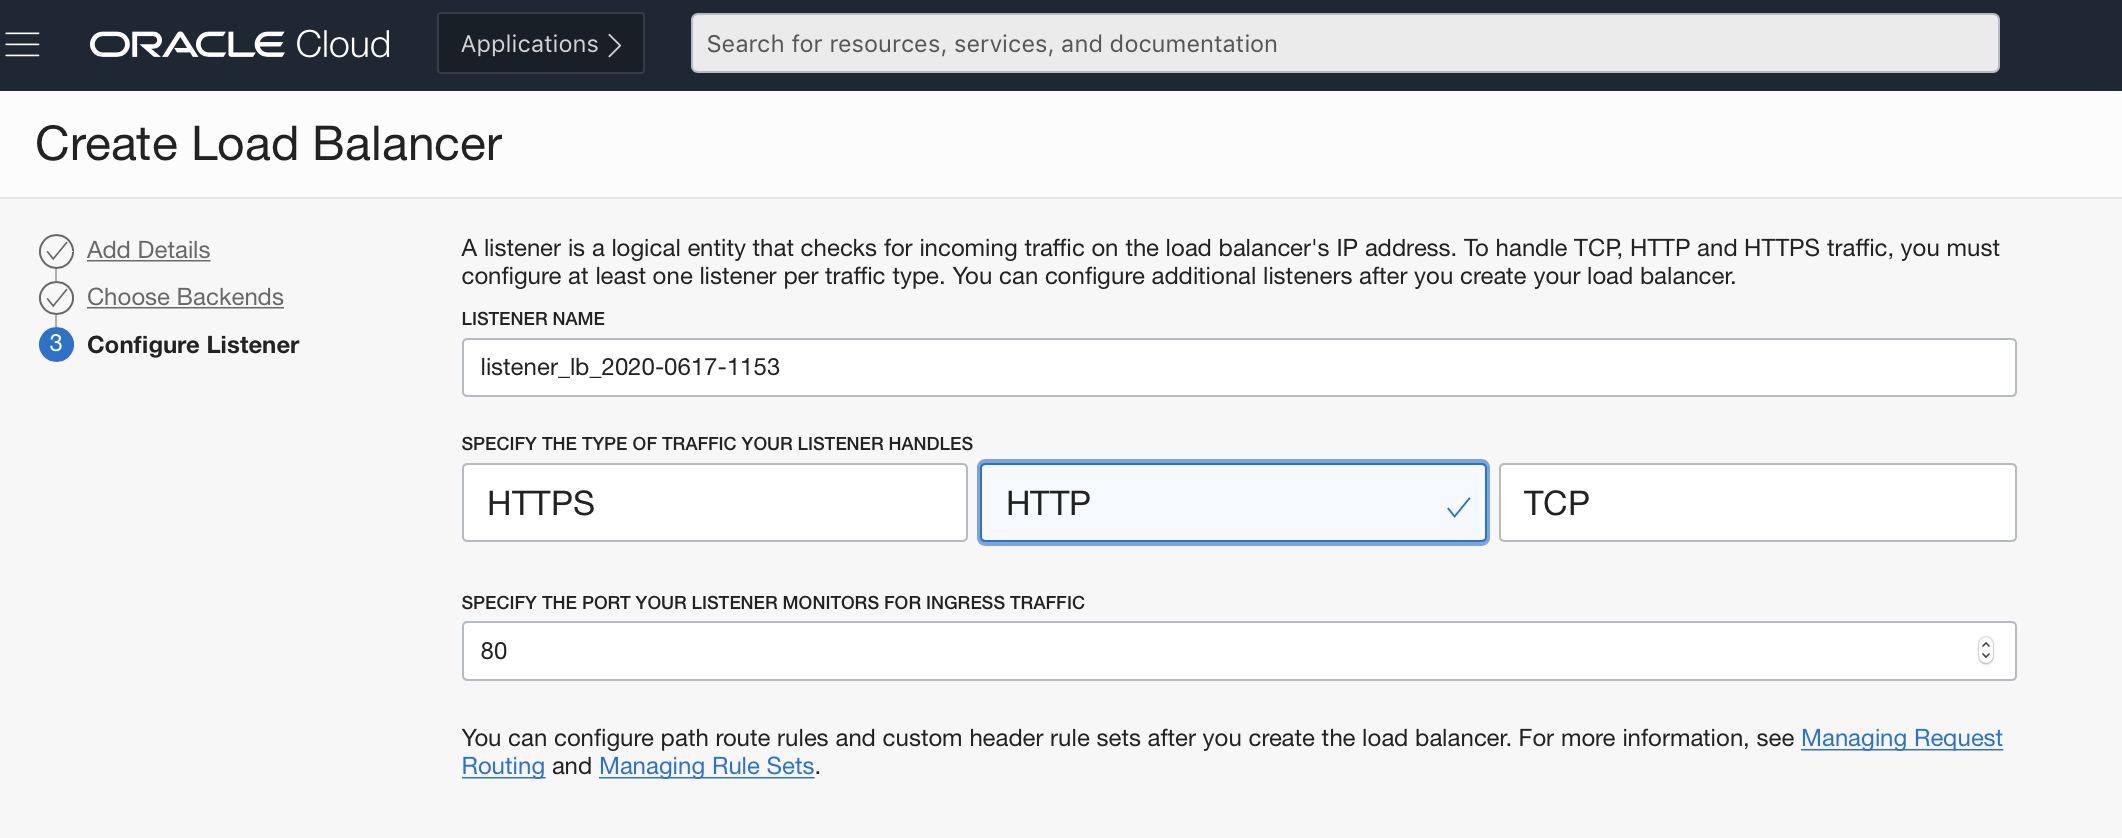 ORACLE Cloud
Applications
Search for resources, services, and documentation
Create Load Balancer
Add Details
Choose Backends
3 Configure Listener
A listener is a logical entity that checks for incoming traffic on the load balancer's IP address. To handle TCP, HTTP and HTTPS traffic, you must
configure at least one listener per traffic type. You can configure additional listeners after you create your load balancer.
LISTENER NAME
listener_lb_2020-0617-1153
SPECIFY THE TYPE OF TRAFFIC YOUR LISTENER HANDLES
HTTPS
HTTP
TCP
SPECIFY THE PORT YOUR LISTENER MONITORS FOR INGRESS TRAFFIC
80
You can configure path route rules and custom header rule sets after you create the load balancer. For more information, see Managing Request
Routing and Managing Rule Sets.